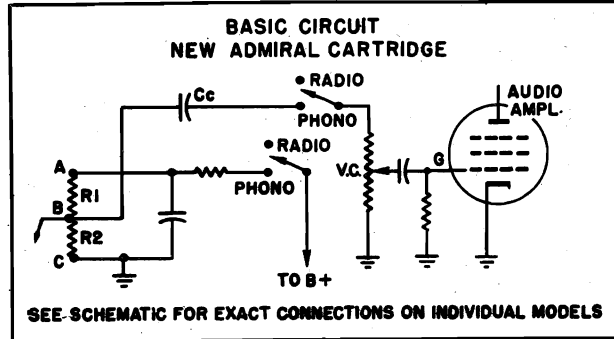 BASIC CIRCUIT
NEW ADMIRAL CARTRIDGE
RADIO
Cc
PHONO
AUDIO
AMPL.
RADIO
A
PHONO
V.C.
G
R1
B
R2
C
TO B+
SEE SCHEMATIC FOR EXACT CONNECTIONS ON INDIVIDUAL MODELS